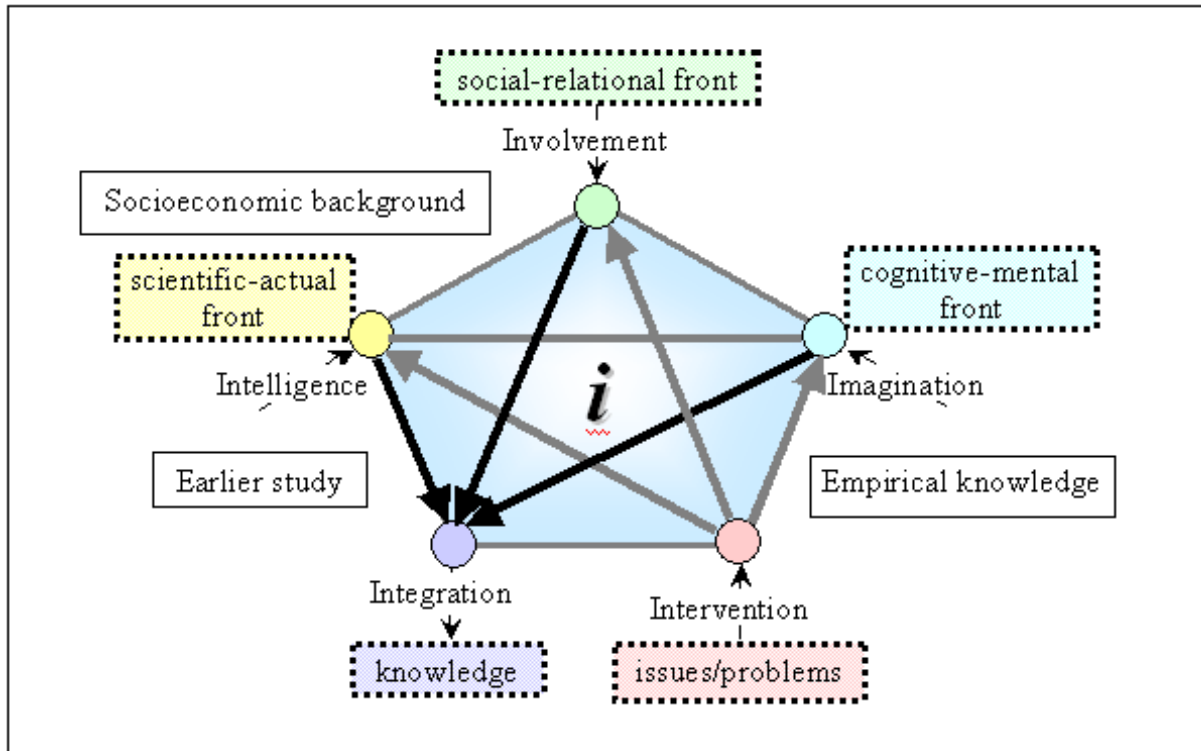 social-relational front
Involvement
Socioeconomic background
scientific-actual
front
cognitive-mental
front
Intelligence
i
Imagination
Earlier study
Empirical knowledge
Integration
Intervention
knowledge
issues/problems